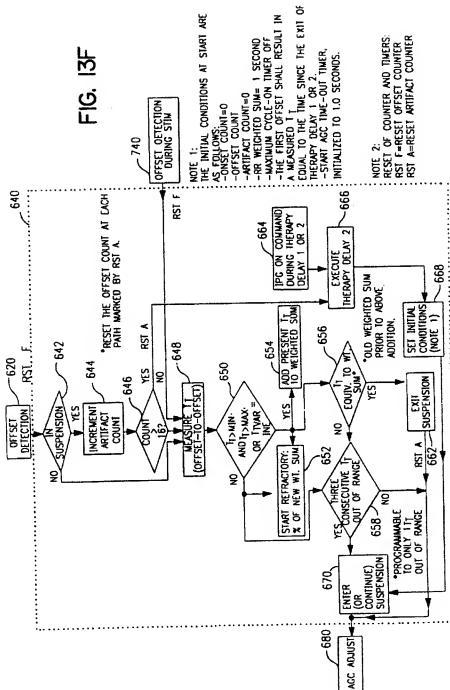 FIG. 13F
620
OFFSET
DETECTION
RST F
640
642
IN
SUSPENSION
?
NO
YES
644
INCREMENT
ARTIFACT
COUNT
*RESET THE OFFSET COUNT AT EACH
PATH MARKED BY RST A.
646
COUNT
16?
YES
RST A
NO
740
OFFSET DETECTION
DURING STIM
RST F
648
MEASURE TT
(OFFSET-TO-OFFSET)
650
TT>MIN·
AND TT>MAX·
OR TVAR =
INF
NO
YES
652
START REFRACTORY:
% OF NEW WT. SUM
654
ADD PRESENT TT
TO WEIGHTED SUM
664
IPG ON COMMAND
DURING THERAPY
DELAY 1 OR 2
666
EXECUTE
THERAPY DELAY 2
656
TT
EQUIV. TO WT.
SUM*
NO
YES
*OLD WEIGHTED SUM
PRIOR TO ABOVE
ADDITION.
668
SET INITIAL
CONDITIONS
(NOTE 1)
658
THREE
CONSECUTIVE TT
OUT OF RANGE
YES
NO
662
EXIT
SUSPENSION
RST A
*PROGRAMMABLE
TO ONLY 1TT
OUT OF RANGE
670
ENTER
(OR
CONTINUE)
SUSPENSION
680
AGC ADJUST
NOTE 1:
THE INITIAL CONDITIONS AT START ARE
AS FOLLOWS
-ONSET COUNT=0
-OFFSET COUNT
-ARTIFACT COUNT=0
-RR WEIGHTED SUM= 1 SECOND
-MAXIMUM CYCLE-ON TIMER OFF
-THE FIRST OFFSET SHALL RESULT IN
A MEASURED TT
EQUAL TO THE TIME SINCE THE EXIT OF
THERAPY DELAY 1 OR 2.
-START AGC TIME-OUT TIMER,
INITIALIZED TO 1.0 SECONDS.
NOTE 2:
RESET OF COUNTER AND TIMERS:
RST F=RESET OFFSET COUNTER
RST A=RESET ARTIFACT COUNTER